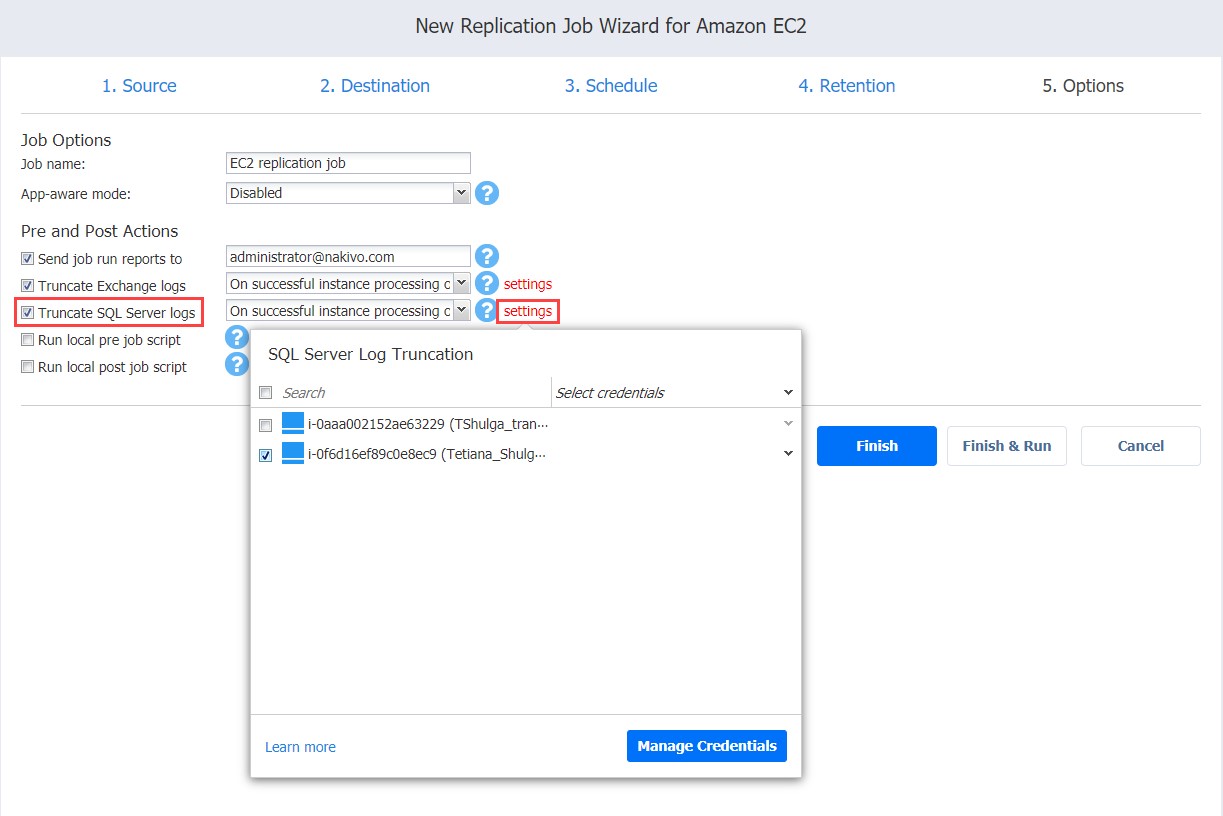 New Replication Job Wizard for Amazon EC2
1. Source 2. Destination 3. Schedule 4. Retention 5. Options
Job Options
Job name: EC2 replication job
App-aware mode: Disabled ?
Pre and Post Actions
Send job run reports to administrator@nakivo.com ?
Truncate Exchange logs On successful instance processing o ? settings
Truncate SQL Server logs On successful instance processing o ? settings
Run local pre job script ?
Run local post job script ?
SQL Server Log Truncation
Search Select credentials
i-0aaa002152ae63229 (TShulga_tran...
i-0f6d16ef89c0e8ec9 (Tetiana_Shulg...
Finish Finish & Run Cancel
Learn more Manage Credentials